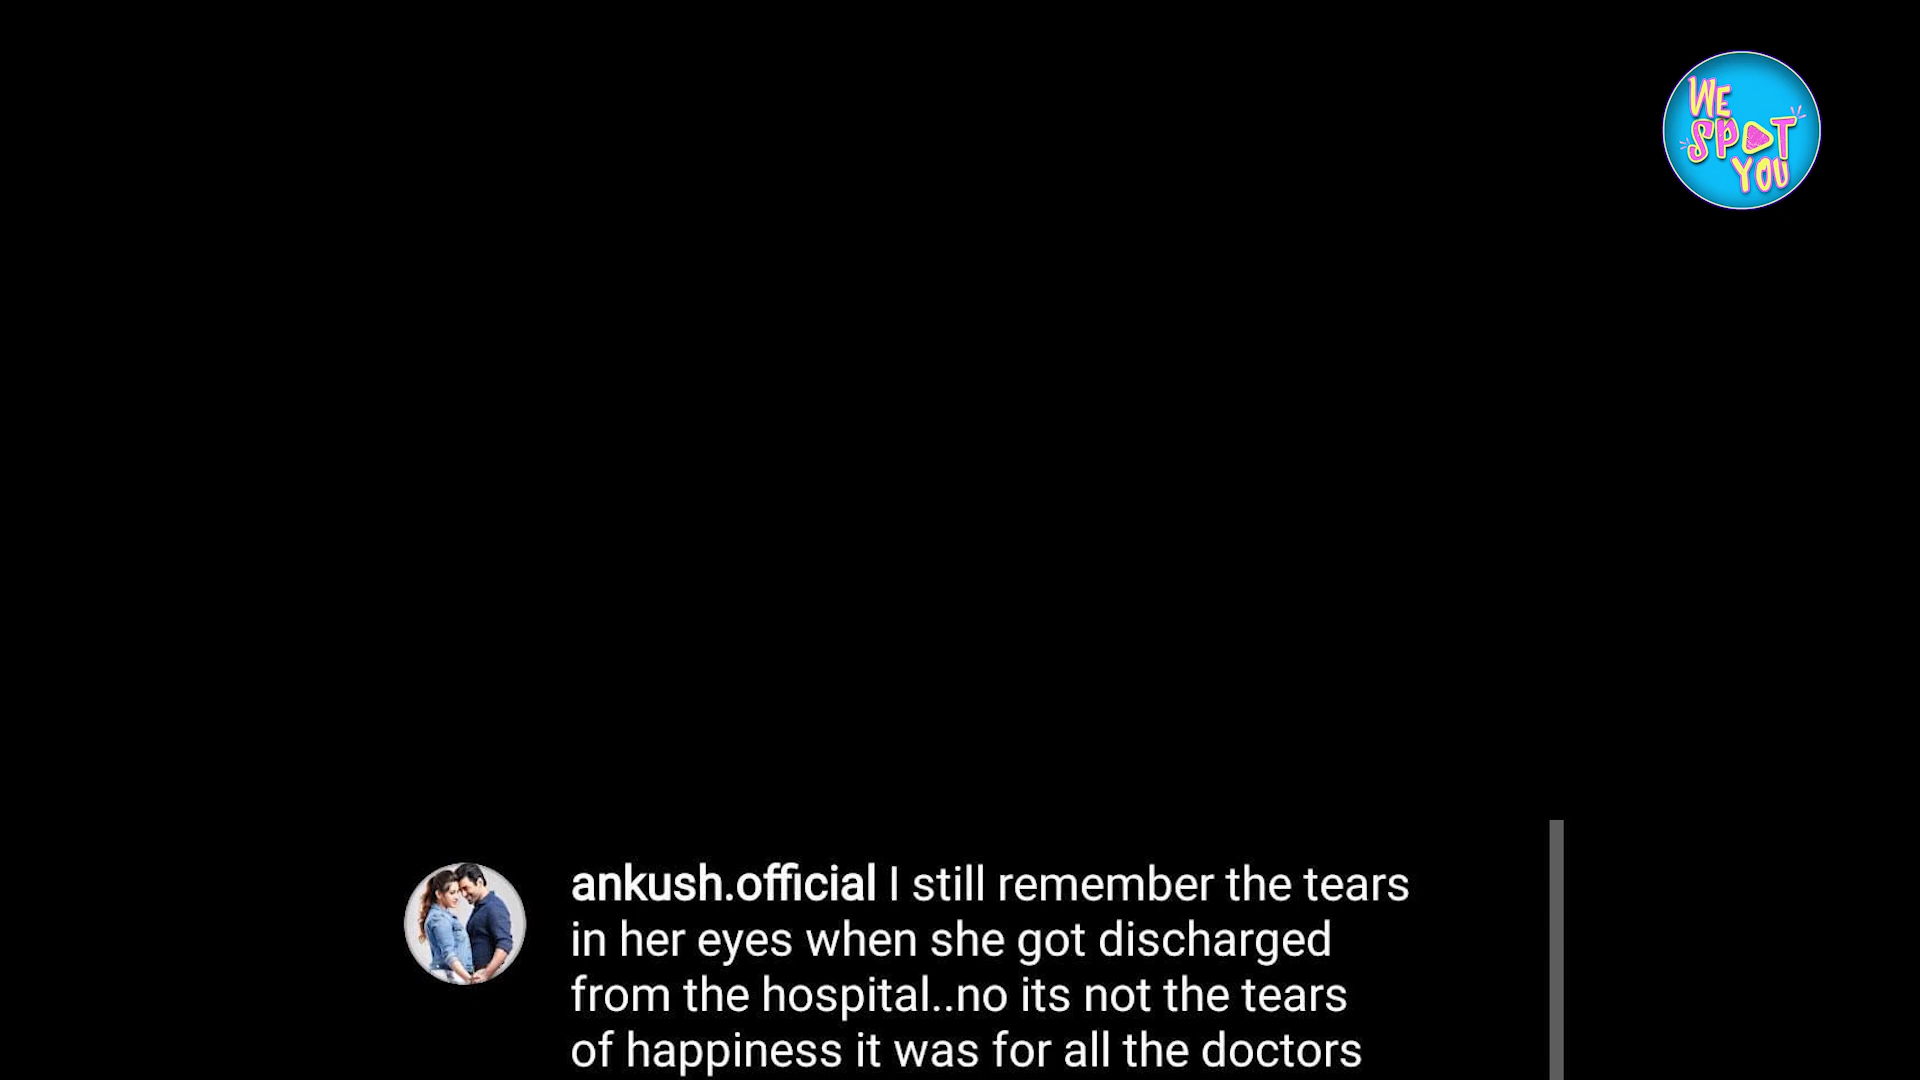 WE
SPOT
YOU
ankush.official I still remember the tears
in her eyes when she got discharged
from the hospital..no its not the tears
of happiness it was for all the doctors